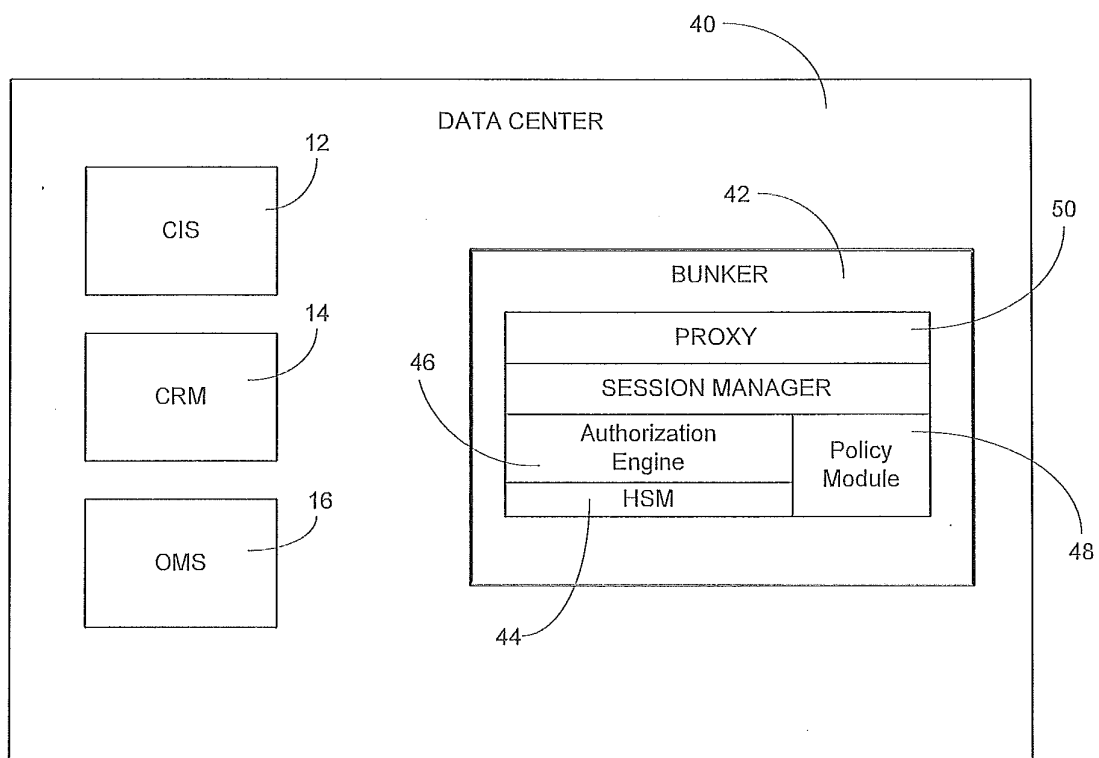 40
DATA CENTER
12
CIS
42
50
BUNKER
14
PROXY
46
SESSION MANAGER
CRM
Authorization
Engine
Policy
Module
HSM
16
48
OMS
44